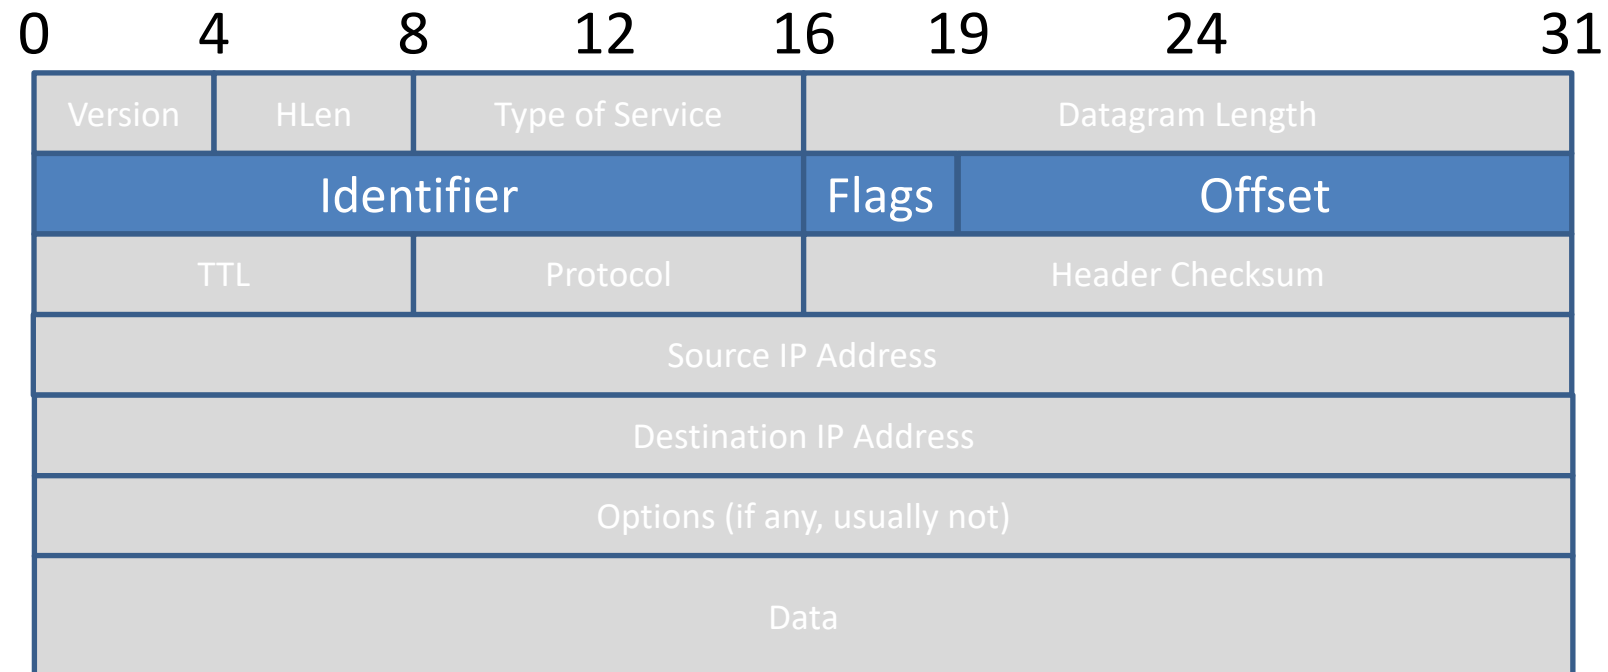 0 4 8 12 16 19 24 31
Version HLen Type of Service Datagram Length
Identifier Flags Offset
TTL Protocol Header Checksum
Source IP Address
Destination IP Address
Options (if any, usually not)
Data